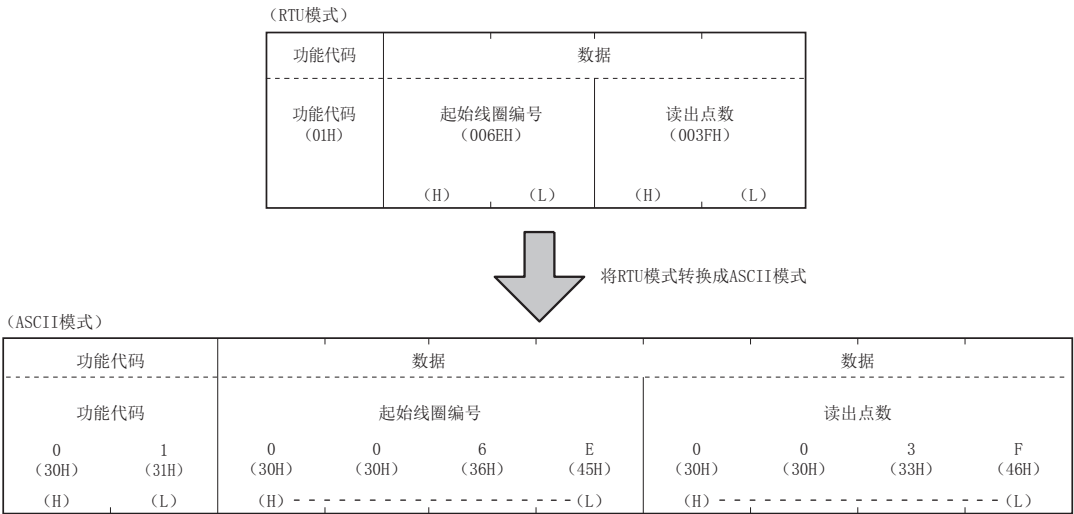 （RTU模式）
功能代码 数据
功能代码 起始线圈编号 读出点数
（01H） （006EH） （003FH）
（H） （L） （H） （L）
将RTU模式转换成ASCII模式
（ASCII模式）
功能代码 数据 数据
功能代码 起始线圈编号 读出点数
0 1 0 0 6 E 0 0 3 F
（30H） （31H） （30H） （30H） （36H） （45H） （30H） （30H） （33H） （46H）
（H） （L） （H） （L） （H） （L）